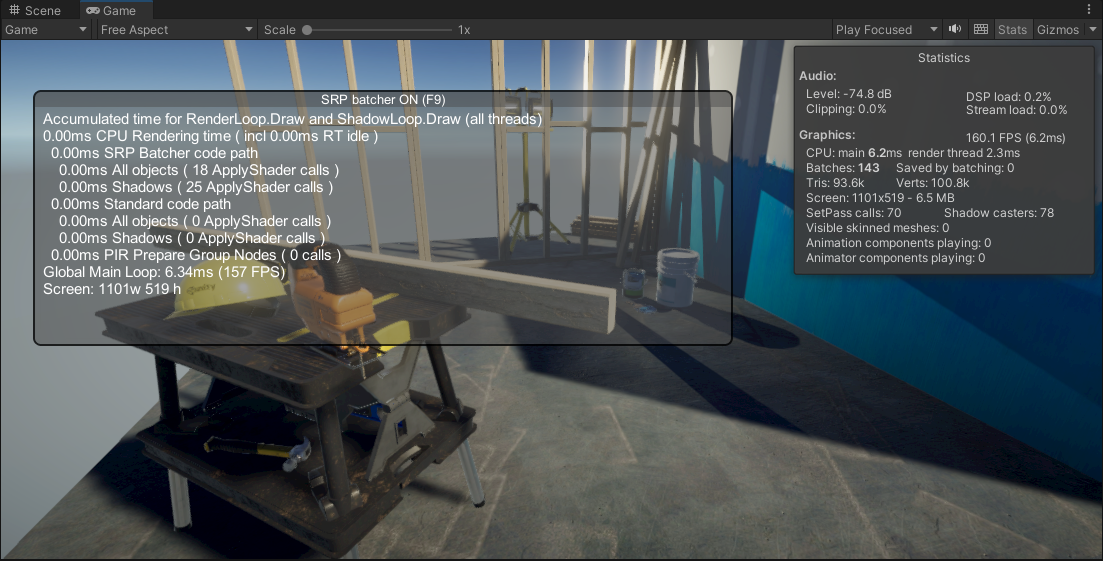 Scene Game
Game Free Aspect Scale 1x Play Focused Stats Gizmos
SRP batcher ON (F9)
Accumulated time for RenderLoop.Draw and ShadowLoop.Draw (all threads)
0.00ms CPU Rendering time ( incl 0.00ms RT idle )
0.00ms SRP Batcher code path
0.00ms All objects ( 18 ApplyShader calls )
0.00ms Shadows ( 25 ApplyShader calls )
0.00ms Standard code path
0.00ms All objects ( 0 ApplyShader calls )
0.00ms Shadows ( 0 ApplyShader calls )
0.00ms PIR Prepare Group Nodes ( 0 calls )
Global Main Loop: 6.34ms (157 FPS)
Screen: 1101w 519 h
unity
Statistics
Audio:
Level: -74.8 dB DSP load: 0.2%
Clipping: 0.0% Stream load: 0.0%
Graphics: 160.1 FPS (6.2ms)
CPU: main 6.2ms render thread 2.3ms
Batches: 143 Saved by batching: 0
Tris: 93.6k Verts: 100.8k
Screen: 1101x519 - 6.5 MB
SetPass calls: 70 Shadow casters: 78
Visible skinned meshes: 0
Animation components playing: 0
Animator components playing: 0